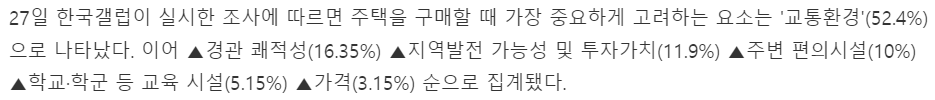 27일 한국갤럽이 실시한 조사에 따르면 주택을 구매할 때 가장 중요하게 고려하는 요소는 '교통환경'(52.4%)
으로 나타났다. 이어 ▲경관 쾌적성(16.35%) ▲지역발전 가능성 및 투자가치(11.9%) ▲주변 편의시설(10%)
▲학교·학군 등 교육 시설(5.15%) ▲가격(3.15%) 순으로 집계됐다.